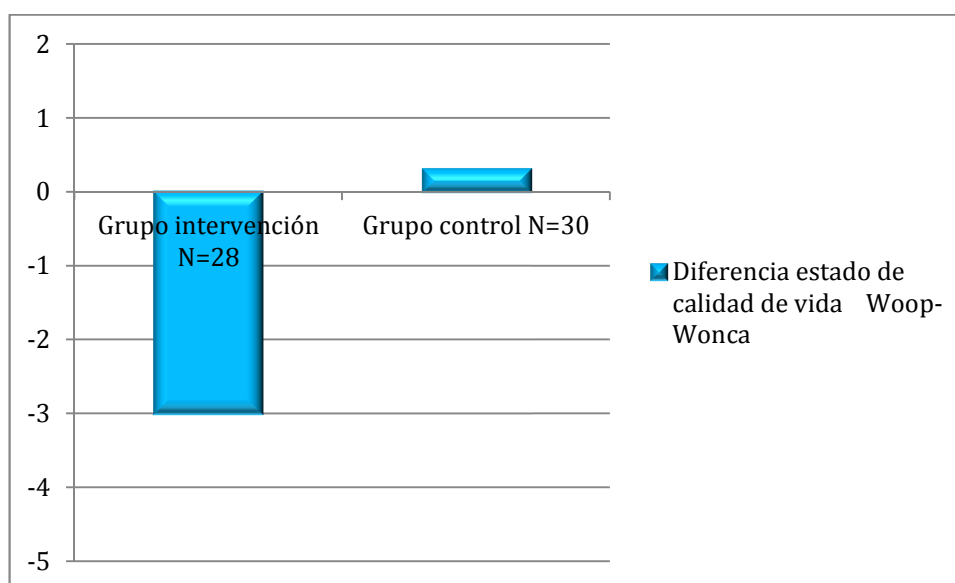 2
1
0
-1
-2
-3
-4
-5
Grupo intervención
N=28
Grupo control N=30
Diferencia estado de
calidad de vida Woop-
Wonca